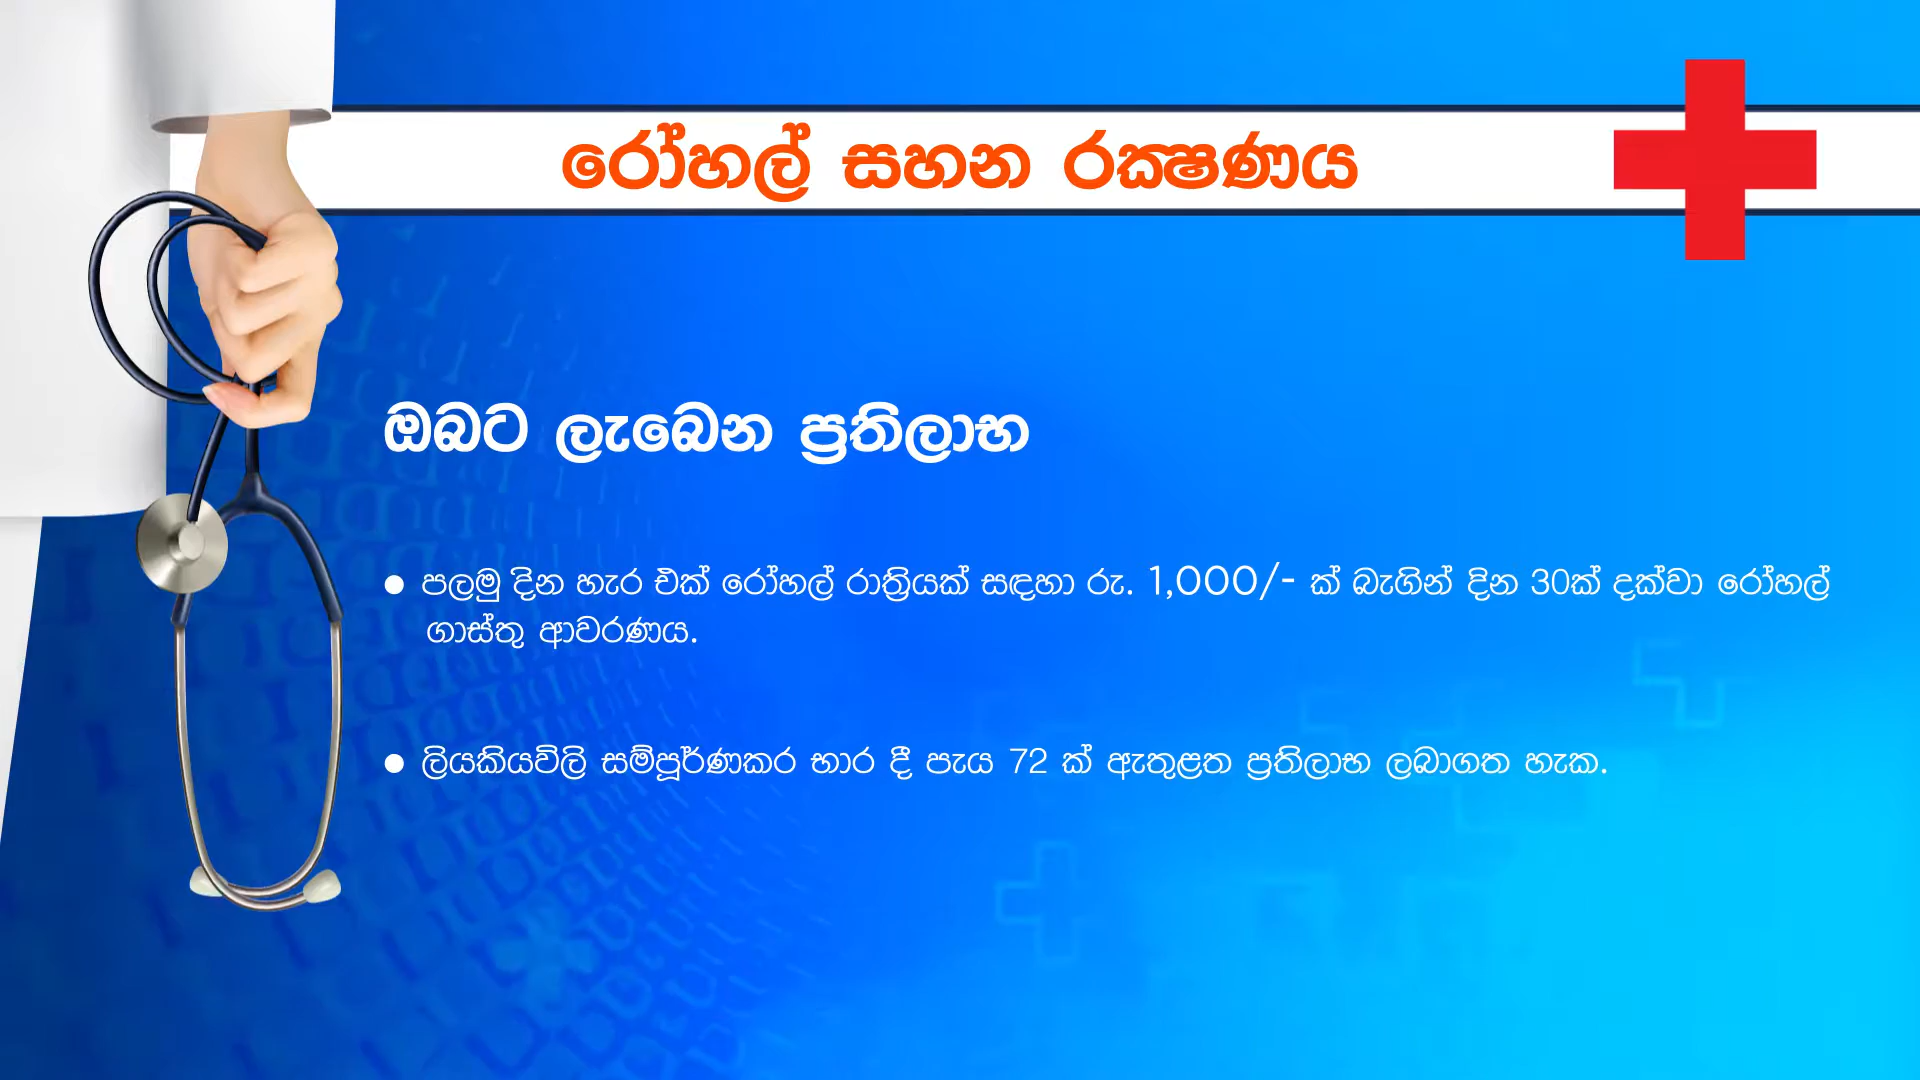 රෝහල් සහන රක්ෂණය
ඔබට ලැබෙන ප්‍රතිලාභ
● පලමු දින හැර එක් රෝහල් රාත්‍රියක් සඳහා රු. 1,000/- ක් බැගින් දින 30ක් දක්වා රෝහල්
ගාස්තු ආවරණය.
● ලියකියවිලි සම්පූර්ණකර භාර දී පැය 72 ක් ඇතුළත ප්‍රතිලාභ ලබාගත හැක.